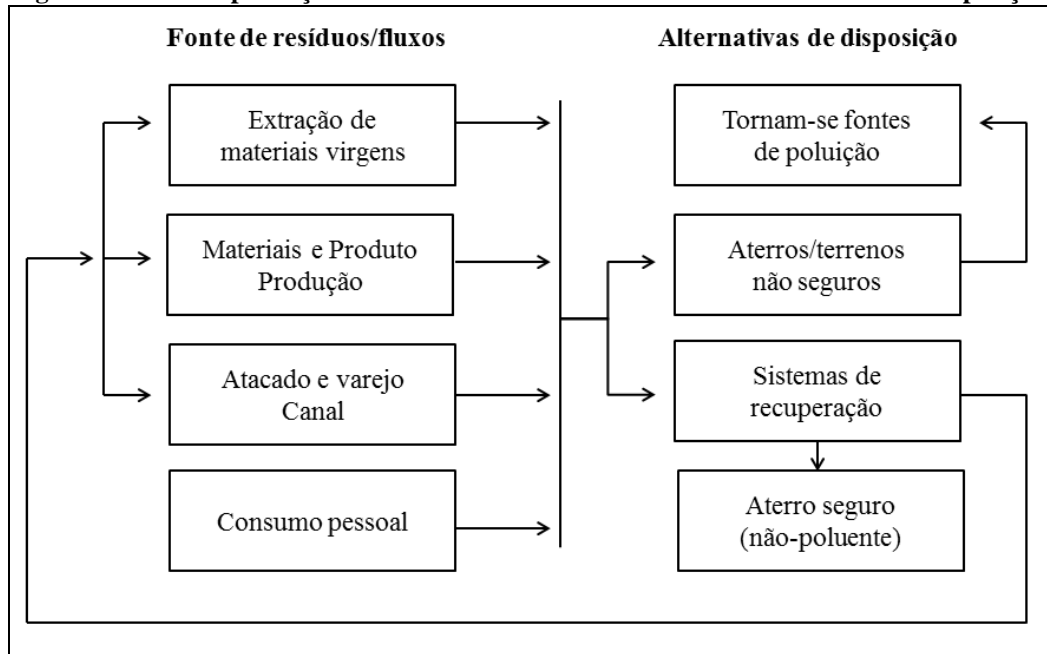 Fonte de resíduos/fluxos
Alternativas de disposição
Extração de
materiais virgens
Tornam-se fontes
de poluição
Materiais e Produto
Produção
Aterros/terrenos
não seguros
Atacado e varejo
Canal
Sistemas de
recuperação
Consumo pessoal
Aterro seguro
(não-poluente)